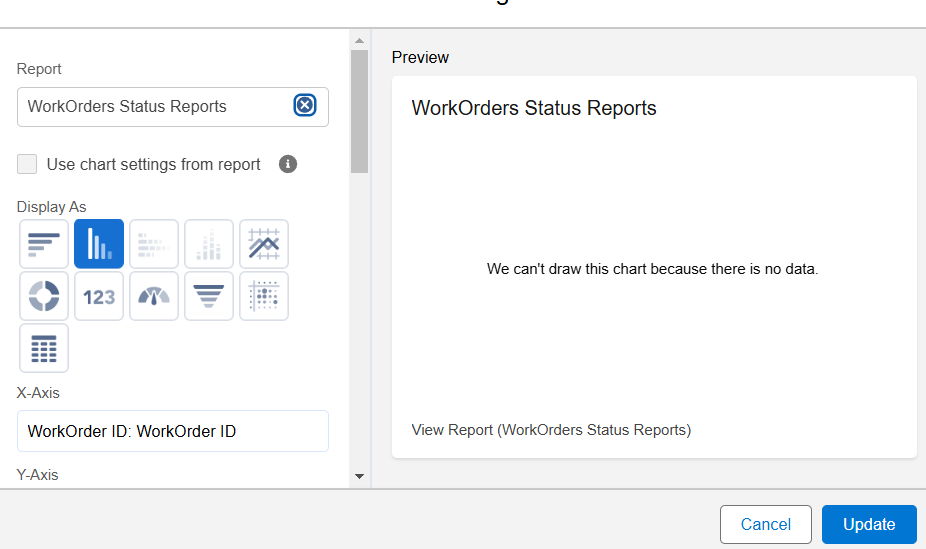 Report
WorkOrders Status Reports
Use chart settings from report
Display As
123
X-Axis
WorkOrder ID: WorkOrder ID
Y-Axis
Preview
WorkOrders Status Reports
We can't draw this chart because there is no data.
View Report (WorkOrders Status Reports)
Cancel
Update